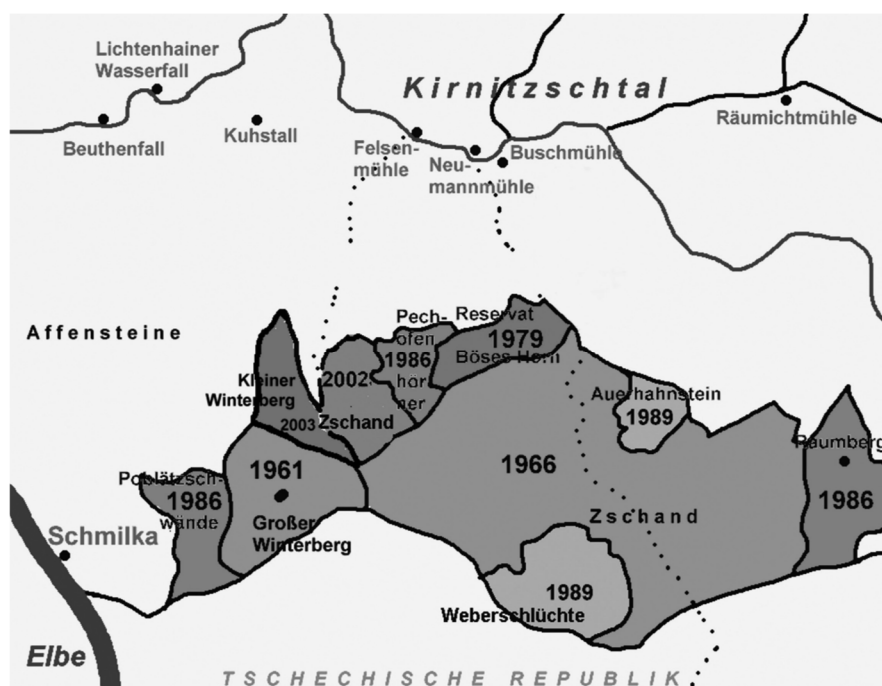 Lichtenhainer
Wasserfall
Kirnitzschtal
Beuthenfall
Kuhstall
Felsen-
mühle
Neu-
mannmühle
Buschmühle
Räumichtmühle
Affensteine
Pech-
ofen
1986
hör
ner
Reservat
1979
Böses Horn
Kleiner
Winterberg
2003
2002
Zschand
Auerhahnstein
1989
Raumberg
1986
1961
Großer
Winterberg
1966
Zschand
Poblätzsch-
1986
wände
Schmilka
1989
Weberschlüchte
Elbe
TSCHECHISCHE REPUBLIK